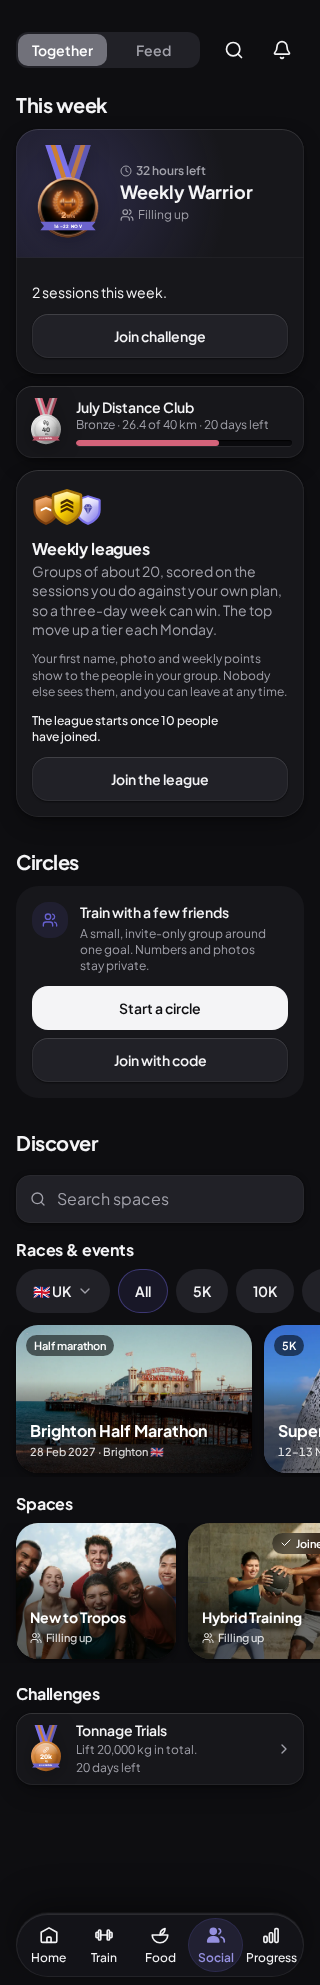 Together
Feed
This week
32 hours left
Weekly Warrior
Filling up
2 sessions this week.
Join challenge
July Distance Club
Bronze · 26.4 of 40 km · 20 days left
40
Weekly leagues
Groups of about 20, scored on the
sessions you do against your own plan,
so a three-day week can win. The top
move up a tier each Monday.
Your first name, photo and weekly points
show to the people in your group. Nobody
else sees them, and you can leave at any time.
The league starts once 10 people
have joined.
Join the league
Circles
Train with a few friends
A small, invite-only group around
one goal. Numbers and photos
stay private.
Start a circle
Join with code
Discover
Search spaces
Races & events
UK
All
5K
10K
Half marathon
Brighton Half Marathon
28 Feb 2027 · Brighton
5K
Super
12–13 N
Spaces
New to Tropos
Filling up
Joine
Hybrid Training
Filling up
Challenges
20k
Tonnage Trials
Lift 20,000 kg in total.
20 days left
Home
Train
Food
Social
Progress